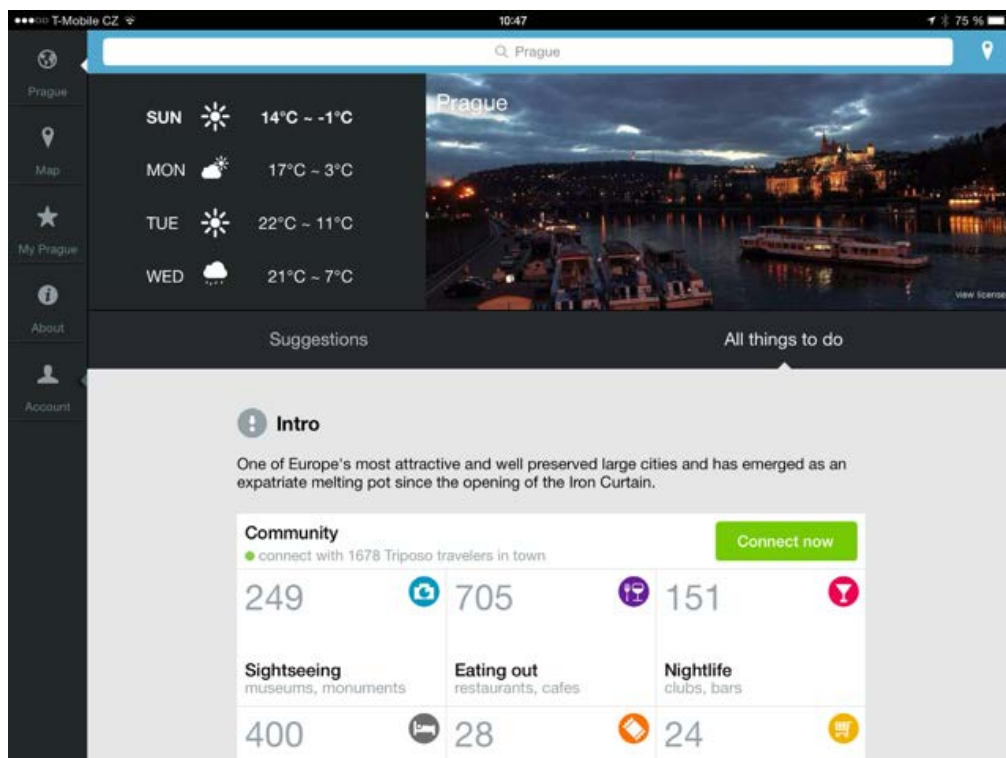 T-Mobile CZ
10:47
75 %
Prague
Prague
Map
My Prague
About
Account
SUN 14°C ~ -1°C
MON 17°C ~ 3°C
TUE 22°C ~ 11°C
WED 21°C ~ 7°C
Prague
view license
Suggestions
All things to do
Intro
One of Europe's most attractive and well preserved large cities and has emerged as an
expatriate melting pot since the opening of the Iron Curtain.
Community
connect with 1678 Triposo travelers in town
Connect now
249
705
151
Sightseeing
museums, monuments
Eating out
restaurants, cafes
Nightlife
clubs, bars
400
28
24